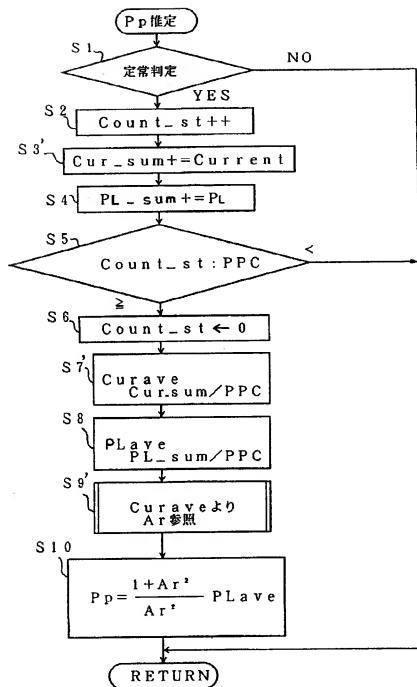 Pp推定
S1
定常判定
NO
YES
S2
Count_st++
S3'
Cur_sum+=Current
S4
PL_sum+=PL
S5
Count_st:PPC
<
≧
S6
Count_st←0
S7'
Curave
Cur_sum/PPC
S8
PLave
PL_sum/PPC
S9'
Curaveより
Ar参照
S10
Pp=(1+Ar²)/Ar² PLave
RETURN